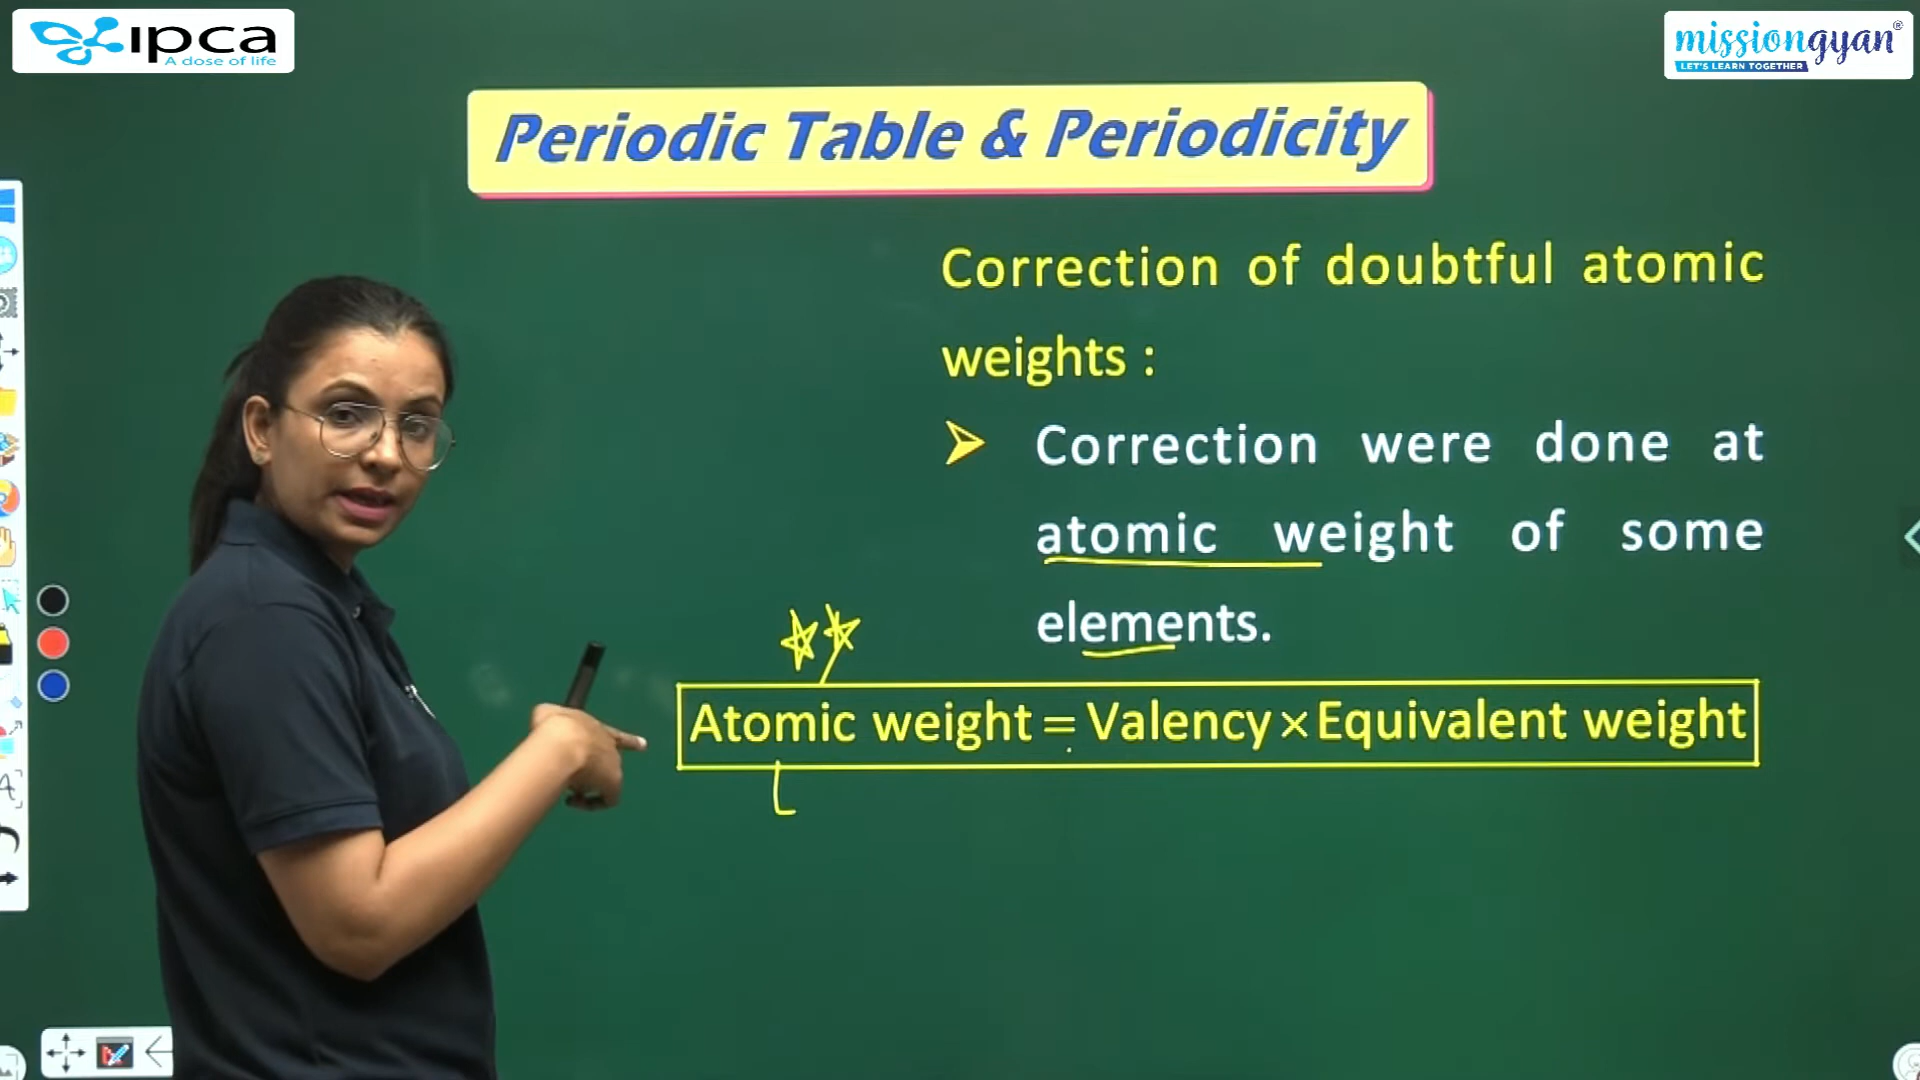 ipca
A dose of life
missiongyan®
LET'S LEARN TOGETHER
Periodic Table & Periodicity
Correction of doubtful atomic
weights :
➤ Correction were done at
atomic weight of some
elements.
Atomic weight = Valency × Equivalent weight